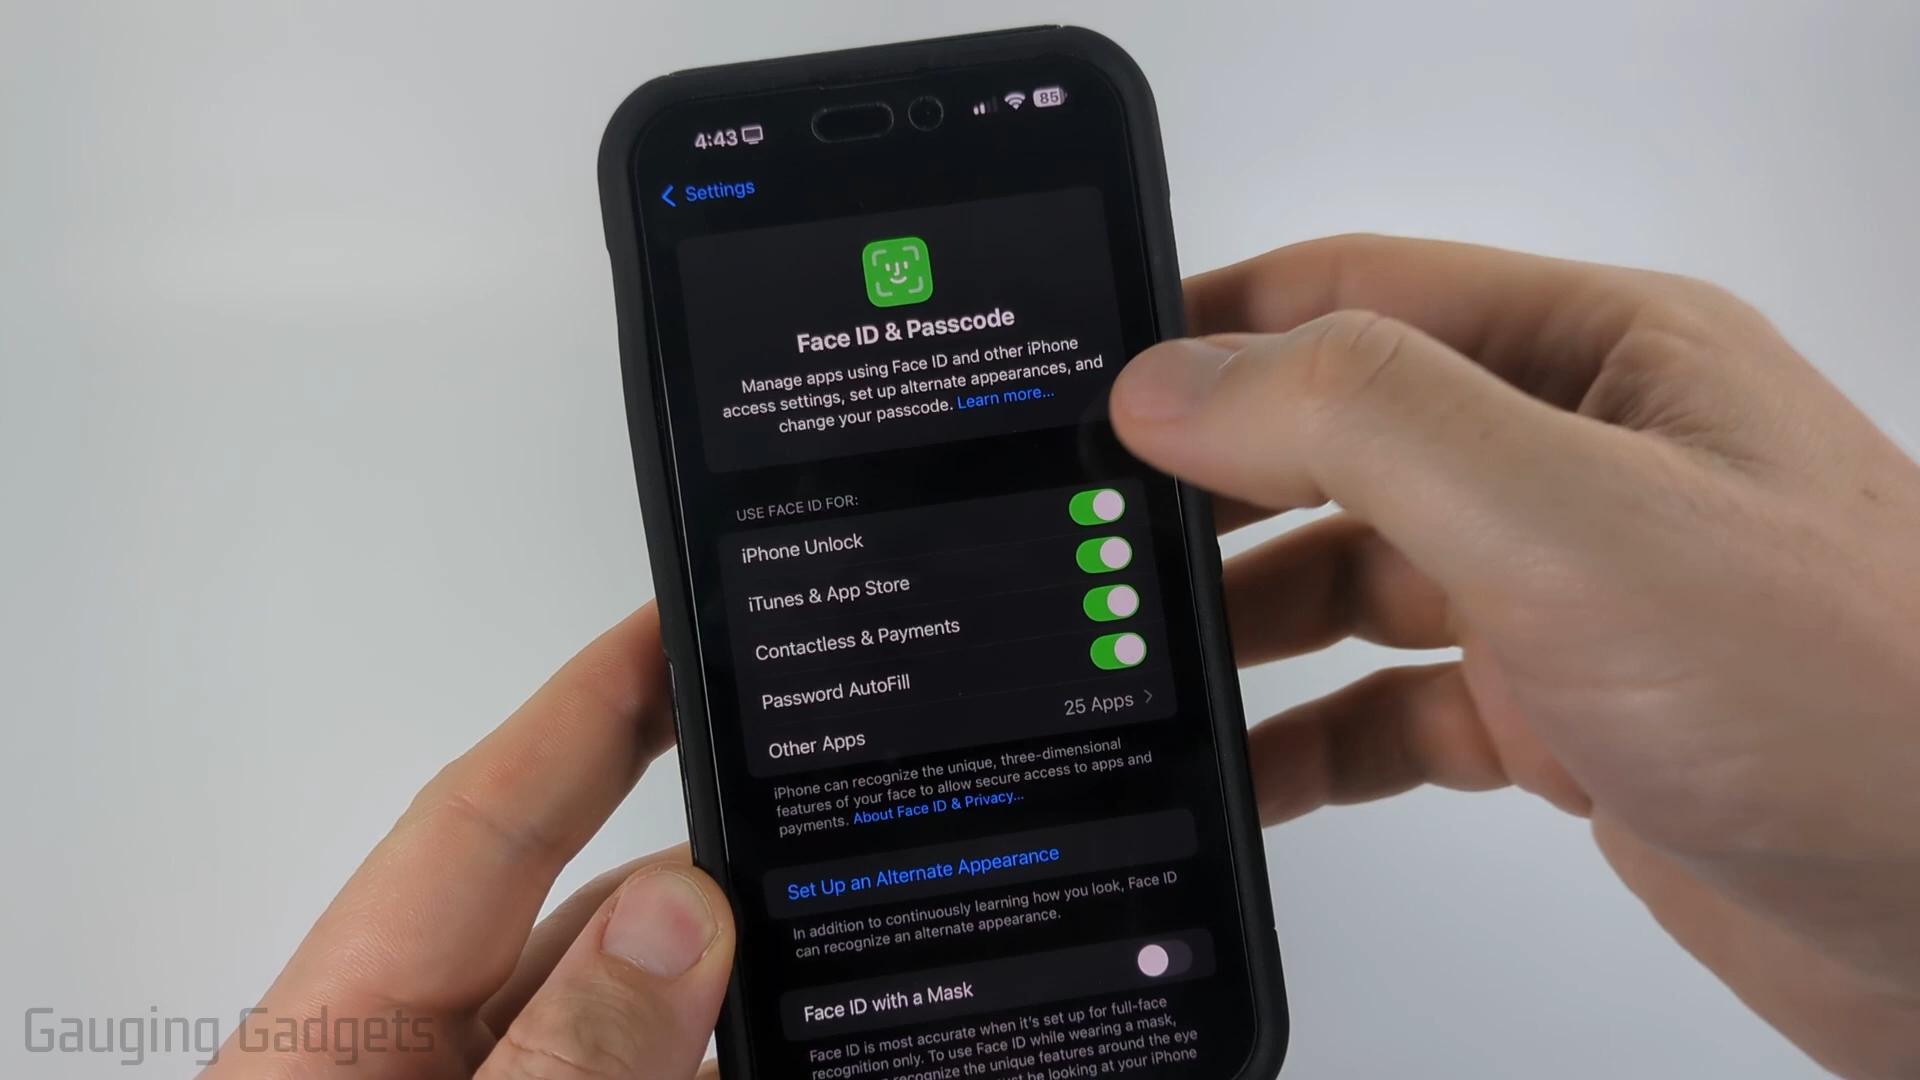 4:43
85
Settings
Face ID & Passcode
Manage apps using Face ID and other iPhone
access settings, set up alternate appearances, and
change your passcode. Learn more...
USE FACE ID FOR:
iPhone Unlock
iTunes & App Store
Contactless & Payments
Password AutoFill
Other Apps 25 Apps
iPhone can recognize the unique, three-dimensional
features of your face to allow secure access to apps and
payments. About Face ID & Privacy...
Set Up an Alternate Appearance
In addition to continuously learning how you look, Face ID
can recognize an alternate appearance.
Face ID with a Mask
Face ID is most accurate when it's set up for full-face
recognition only. To use Face ID while wearing a mask,
recognize the unique features around the eye
be looking at your iPhone
Gauging Gadgets